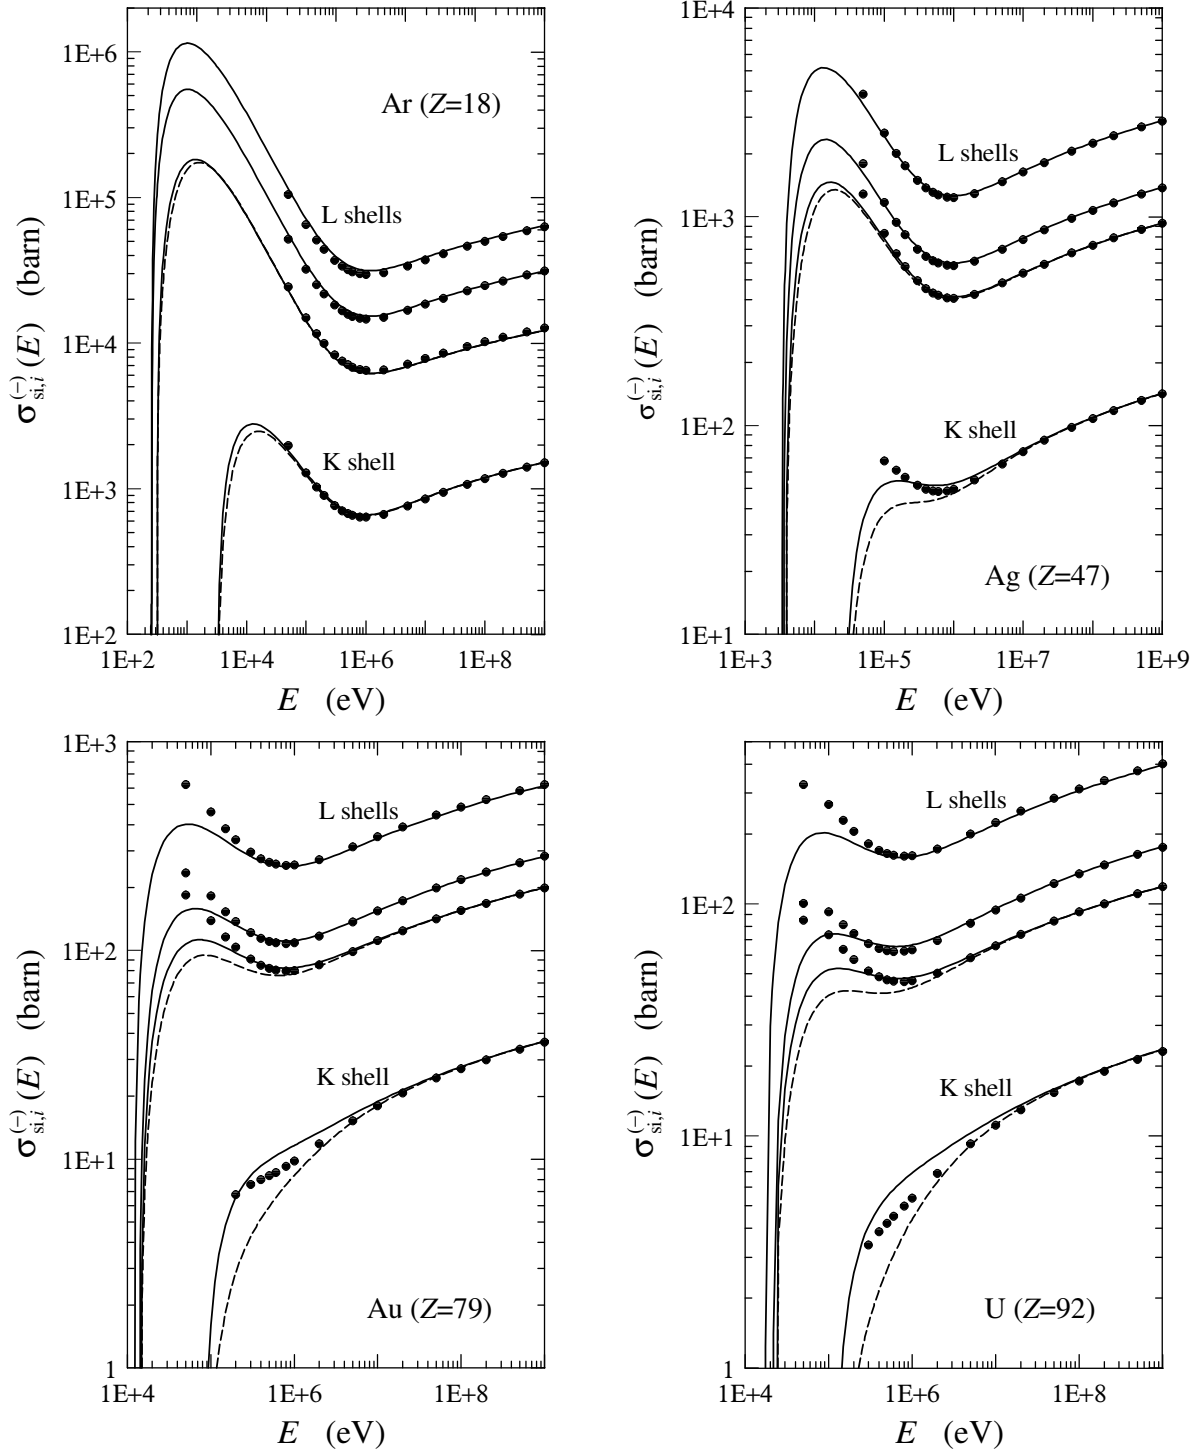 1E+6
1E+5
1E+4
1E+3
1E+2
1E+2
1E+4
1E+6
1E+8
Ar (Z=18)
L shells
K shell
σsi,i(−)(E) (barn)
E (eV)
1E+4
1E+3
1E+2
1E+1
1E+3
1E+5
1E+7
1E+9
L shells
K shell
Ag (Z=47)
σsi,i(−)(E) (barn)
E (eV)
1E+3
1E+2
1E+1
1
1E+4
1E+6
1E+8
L shells
K shell
Au (Z=79)
σsi,i(−)(E) (barn)
E (eV)
1E+2
1E+1
1
1E+4
1E+6
1E+8
L shells
K shell
U (Z=92)
σsi,i(−)(E) (barn)
E (eV)